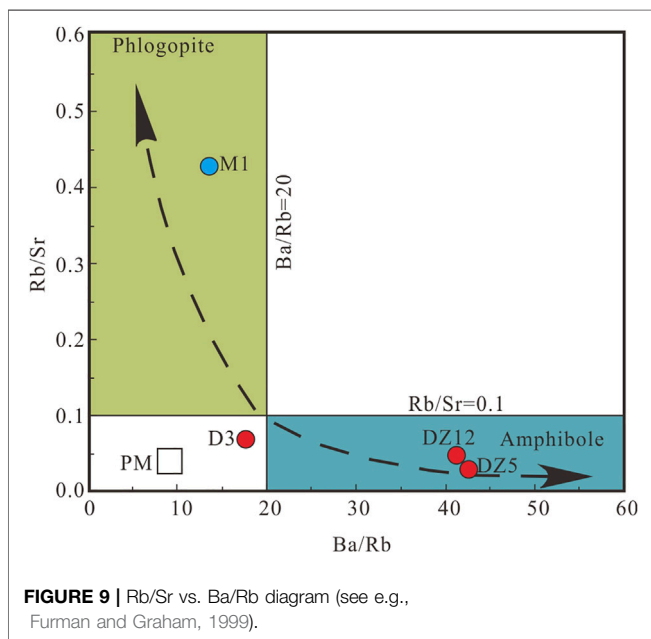 0.6
Phlogopite
0.5
M1
0.4
Rb/Sr
Ba/Rb=20
0.3
0.2
0.1
Rb/Sr=0.1
D3
DZ12
Amphibole
PM
DZ5
0.0
0 10 20 30 40 50 60
Ba/Rb
FIGURE 9 | Rb/Sr vs. Ba/Rb diagram (see e.g.,
Furman and Graham, 1999).